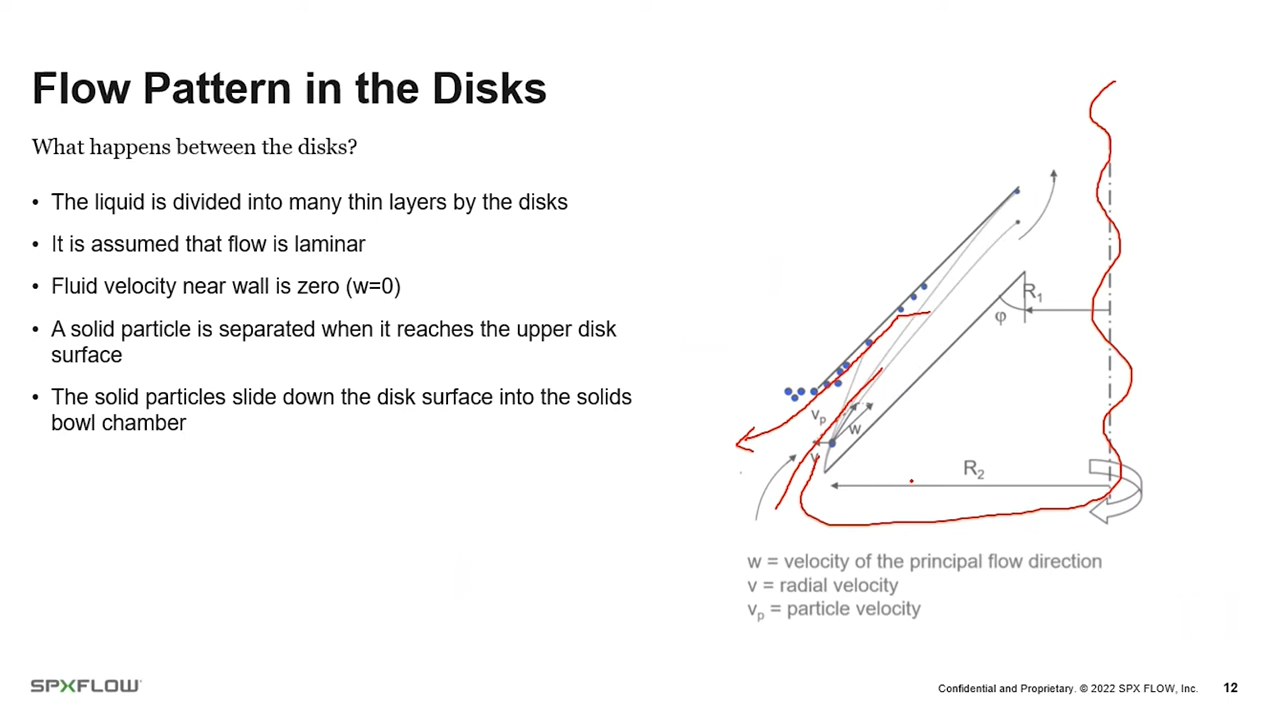 Flow Pattern in the Disks
What happens between the disks?
• The liquid is divided into many thin layers by the disks
• It is assumed that flow is laminar
• Fluid velocity near wall is zero (w=0)
• A solid particle is separated when it reaches the upper disk
surface
• The solid particles slide down the disk surface into the solids
bowl chamber
R1
φ
vp
w
v
R2
w = velocity of the principal flow direction
v = radial velocity
vp = particle velocity
SPXFLOW
Confidential and Proprietary. © 2022 SPX FLOW, Inc. 12